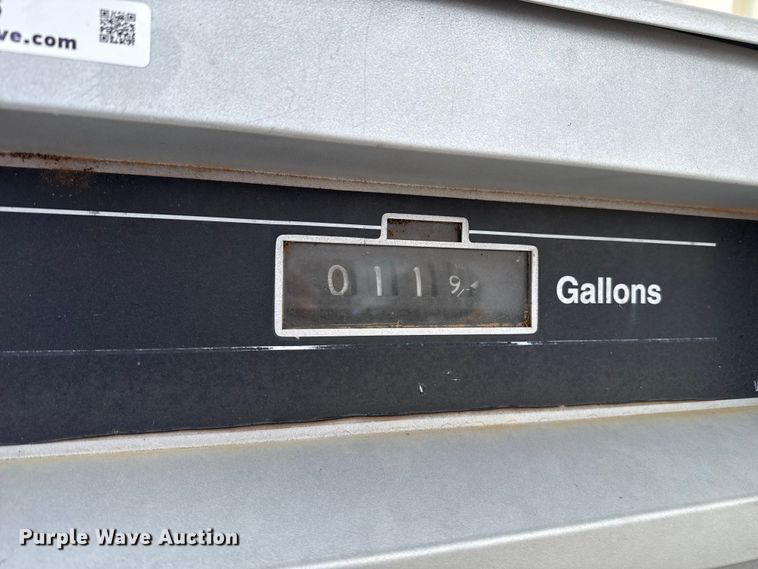 ve.com
0119
Gallons
Purple Wave Auction